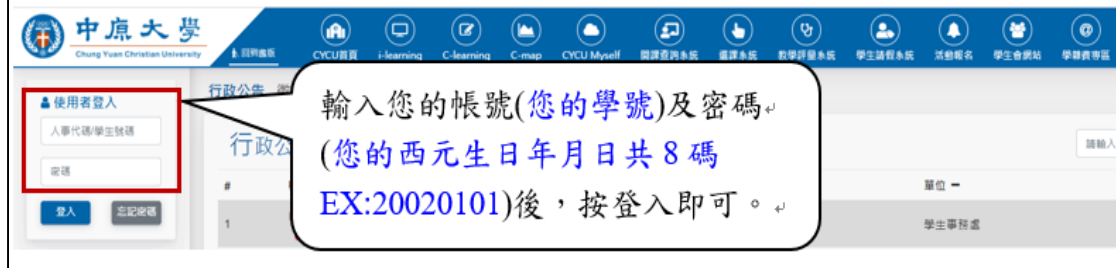 中原大學
Chung Yuan Christian University
回到舊版
CYCU首頁
i-learning
C-learning
C-map
CYCU Myself
開課查詢系統
選課系統
教學評量系統
學生請假系統
活動報名
學生會網站
學雜費專區
使用者登入
人事代碼/學生號碼
密碼
登入
忘記密碼
行政公告
行政公
請輸入
#
單位
1
學生事務處
輸入您的帳號(您的學號)及密碼
(您的西元生日年月日共 8 碼
EX:20020101)後，按登入即可。